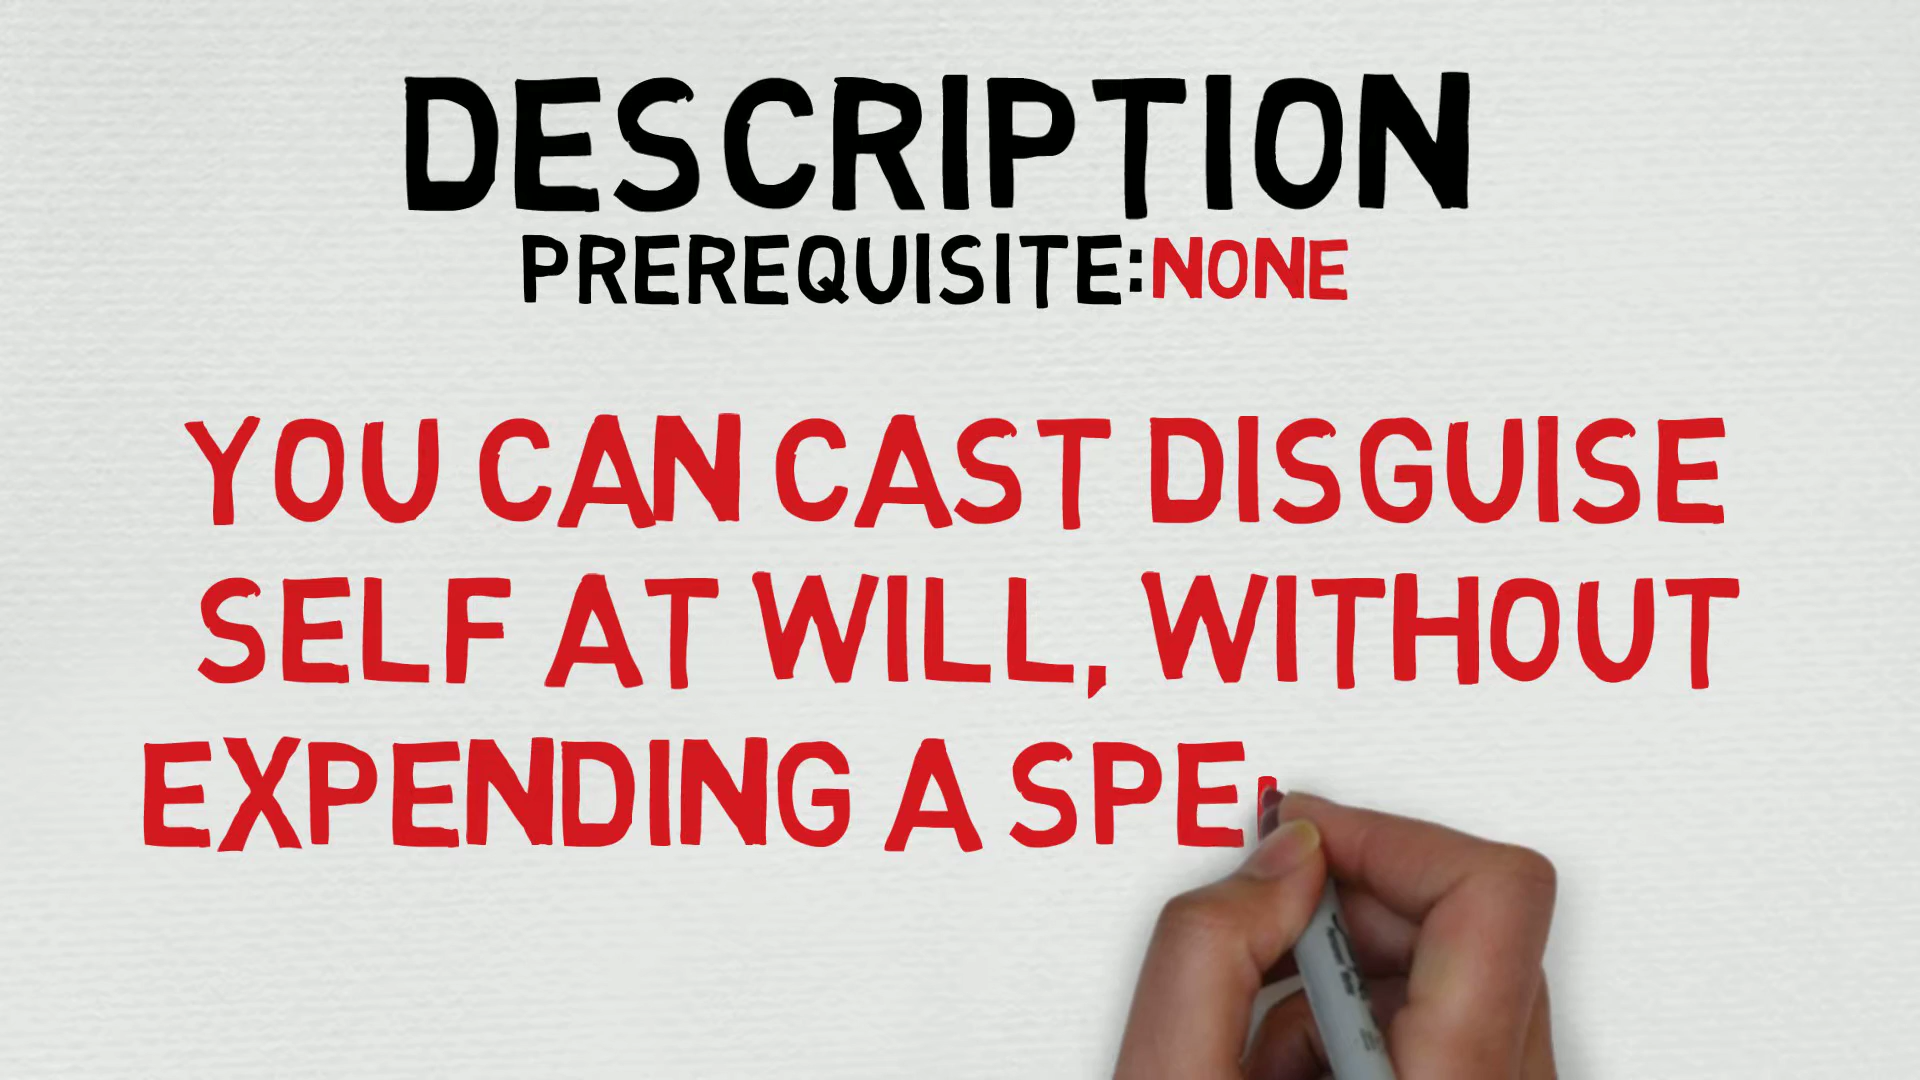 DESCRIPTION
PREREQUISITE:NONE
YOU CAN CAST DISGUISE
SELF AT WILL, WITHOUT
EXPENDING A SPE